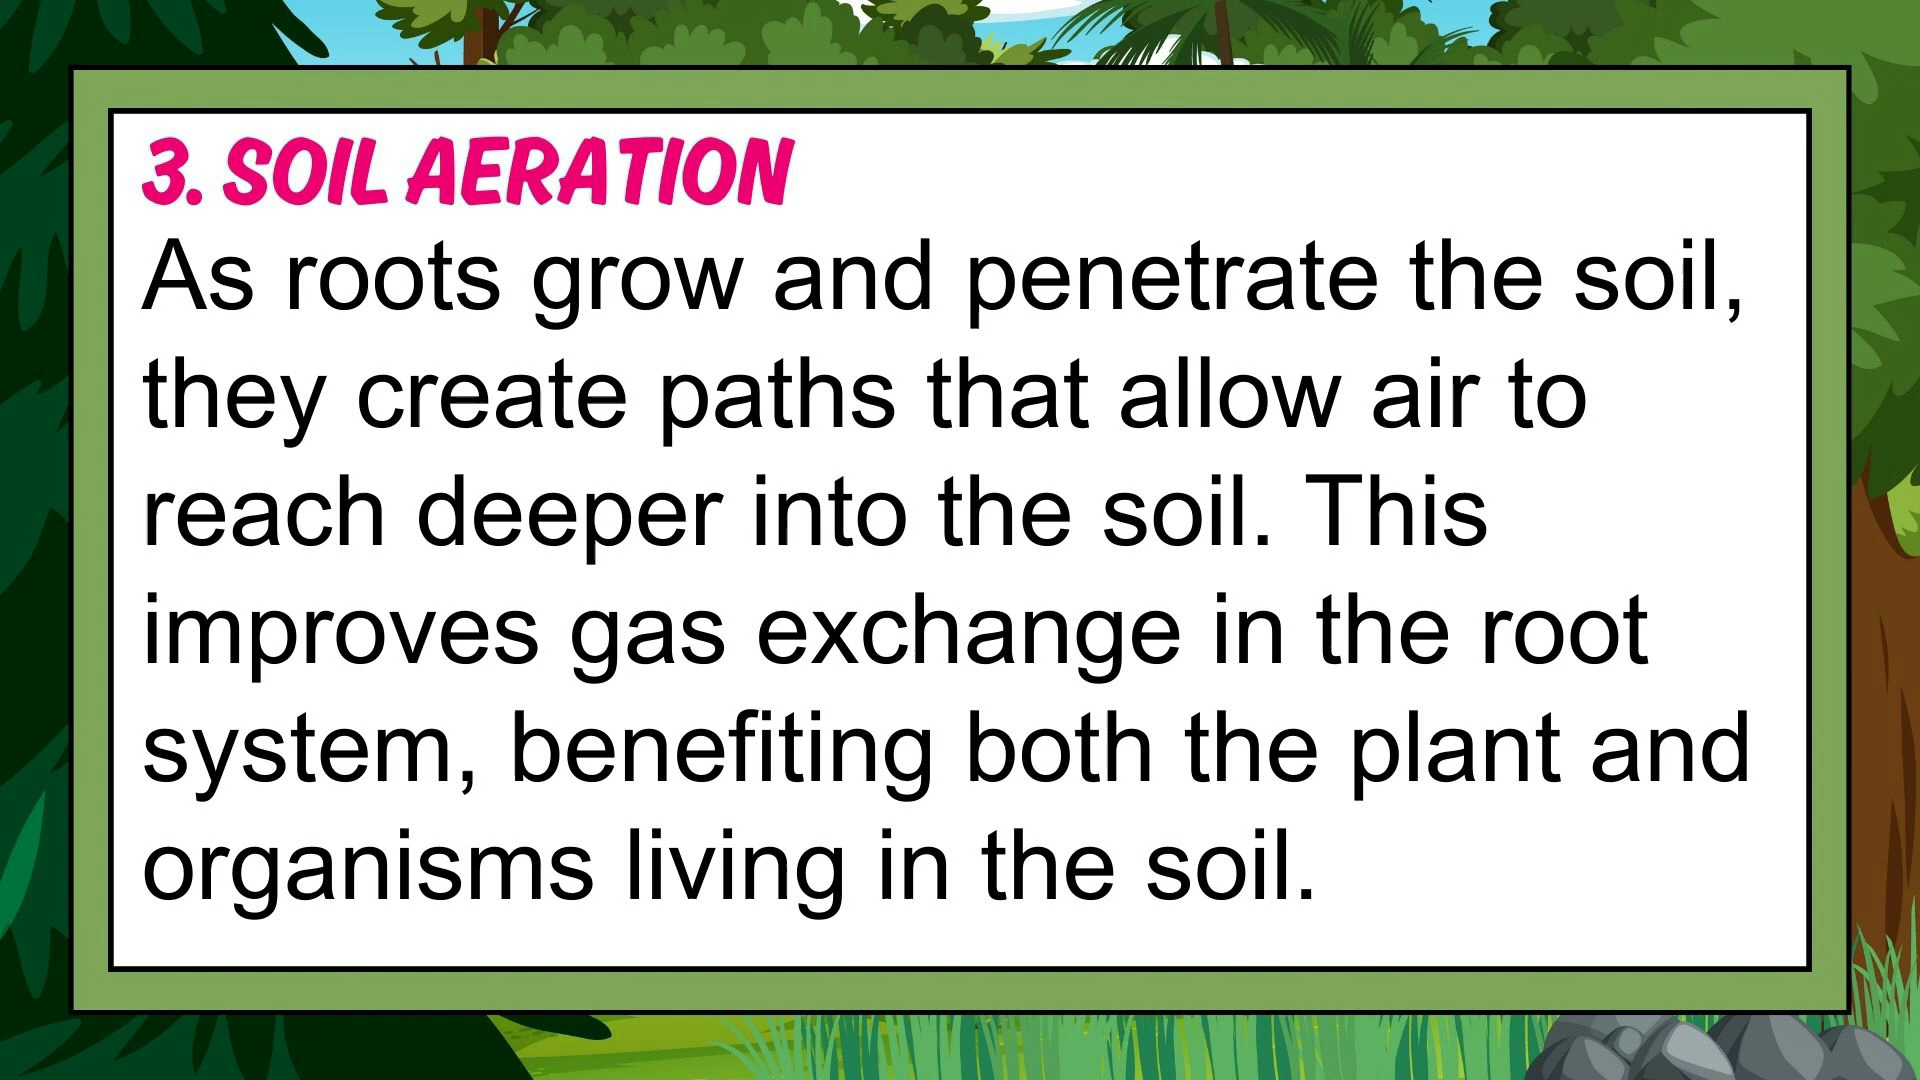 3. SOIL AERATION
As roots grow and penetrate the soil,
they create paths that allow air to
reach deeper into the soil. This
improves gas exchange in the root
system, benefiting both the plant and
organisms living in the soil.